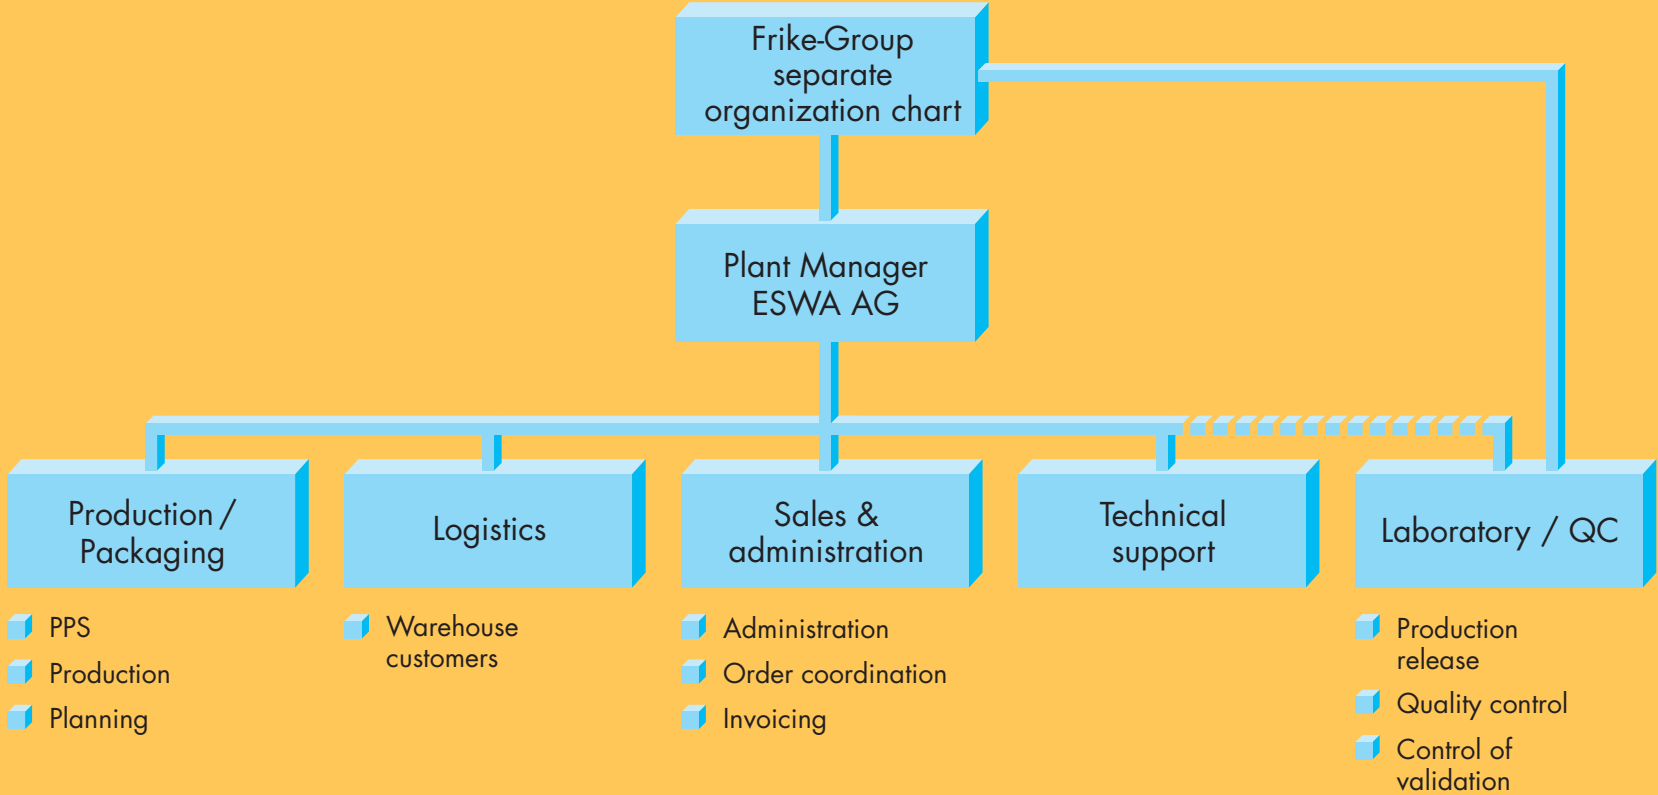 Frike-Group
separate
organization chart
Plant Manager
ESWA AG
Production /
Packaging
Logistics
Sales &
administration
Technical
support
Laboratory / QC
PPS
Production
Planning
Warehouse
customers
Administration
Order coordination
Invoicing
Production
release
Quality control
Control of
validation